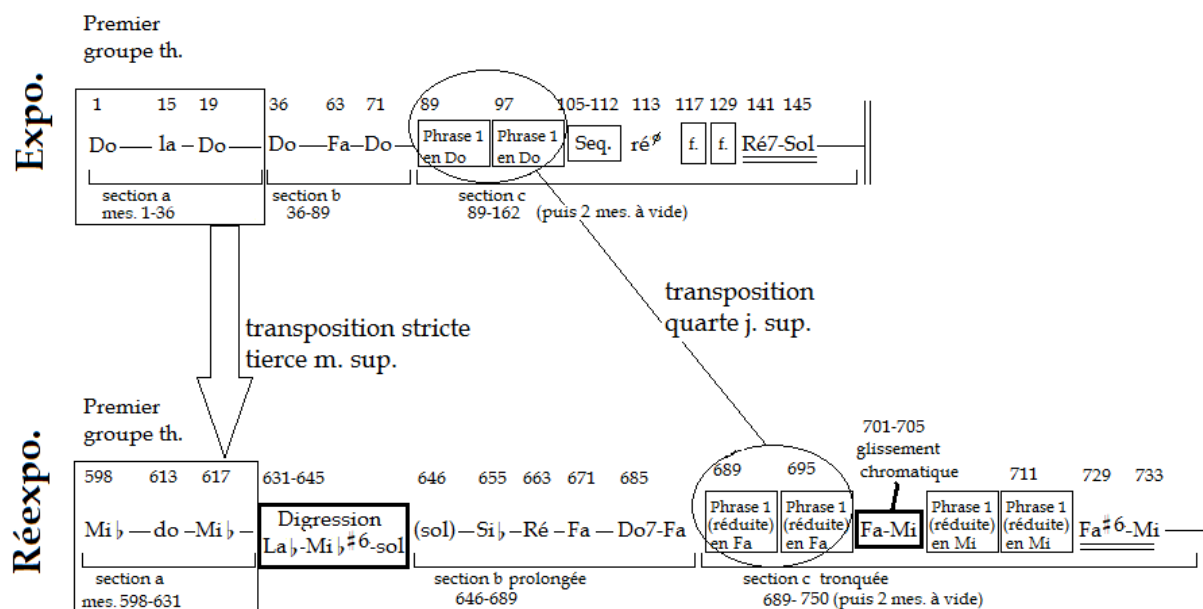 Expo.
Premier
groupe th.
1 15 19 36 63 71 89 97 105-112 113 117 129 141 145
Do — la – Do — Do — Fa – Do — Phrase 1 en Do Phrase 1 en Do Seq. réø f. f. Ré7-Sol
section a
mes. 1-36
section b
36-89
section c
89-162 (puis 2 mes. à vide)
transposition stricte
tierce m. sup.
transposition
quarte j. sup.
Réexpo.
Premier
groupe th.
701-705
glissement
chromatique
598 613 617 631-645 646 655 663 671 685 689 695 711 729 733
Mi♭ — do – Mi♭ – Digression La♭-Mi♭♯6-sol (sol) — Si♭ – Ré – Fa — Do7-Fa Phrase 1 (réduite) en Fa Phrase 1 (réduite) en Fa Fa-Mi Phrase 1 (réduite) en Mi Phrase 1 (réduite) en Mi Fa♯6-Mi
section a
mes. 598-631
section b prolongée
646-689
section c tronquée
689- 750 (puis 2 mes. à vide)